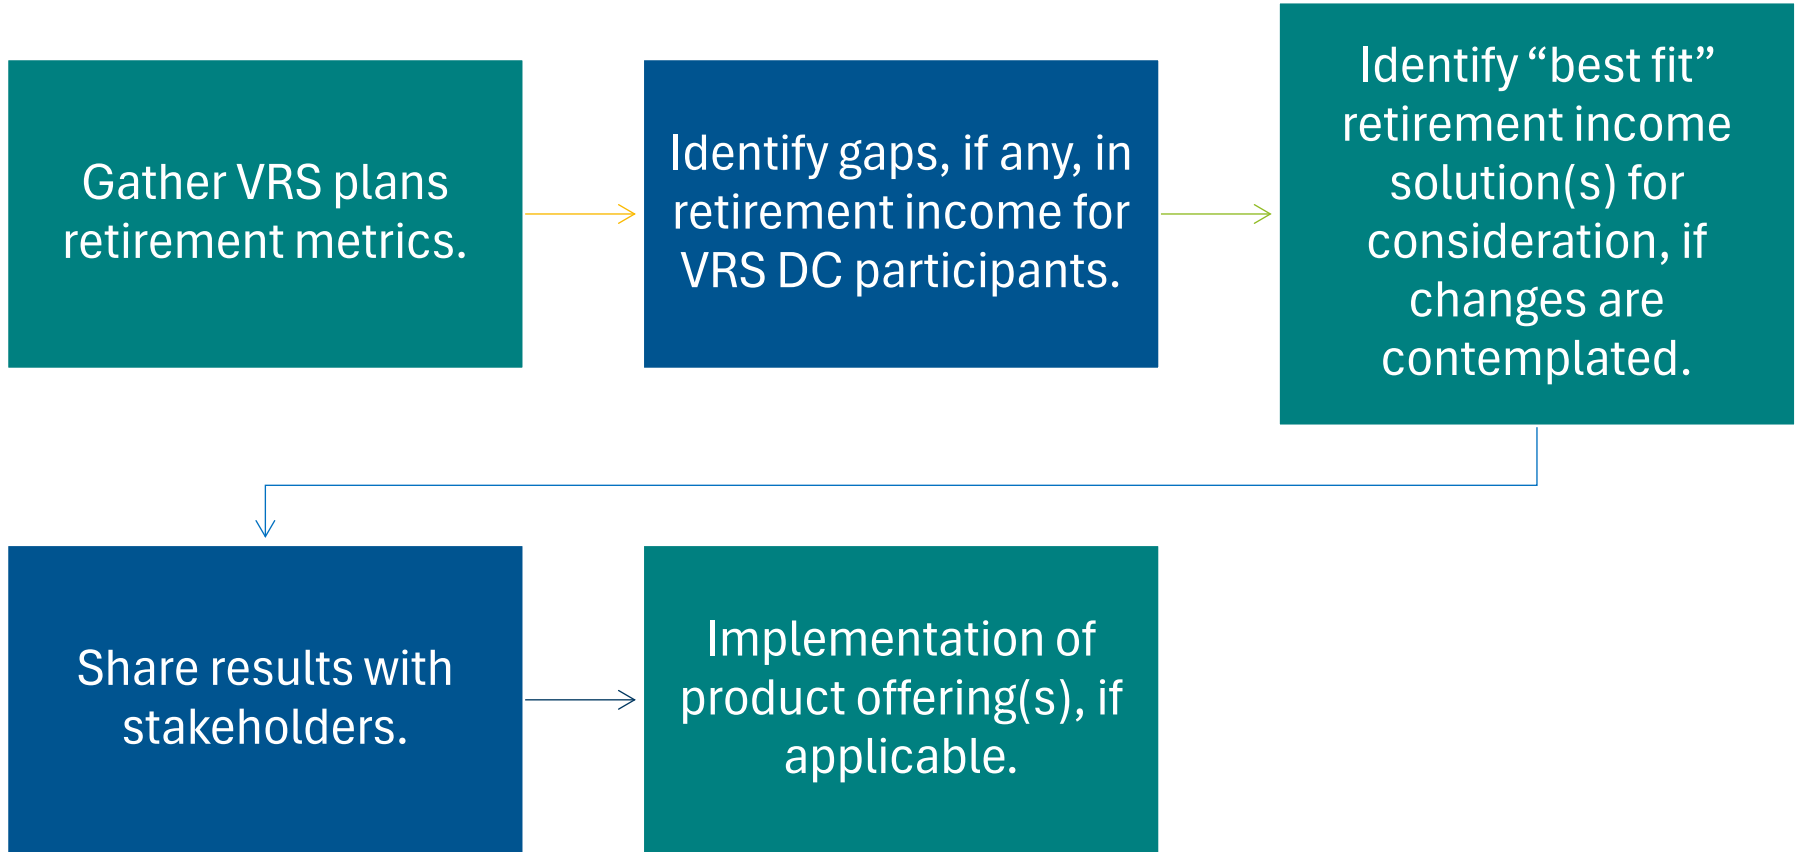 Gather VRS plans
retirement metrics.
Identify gaps, if any, in
retirement income for
VRS DC participants.
Identify “best fit”
retirement income
solution(s) for
consideration, if
changes are
contemplated.
Share results with
stakeholders.
Implementation of
product offering(s), if
applicable.